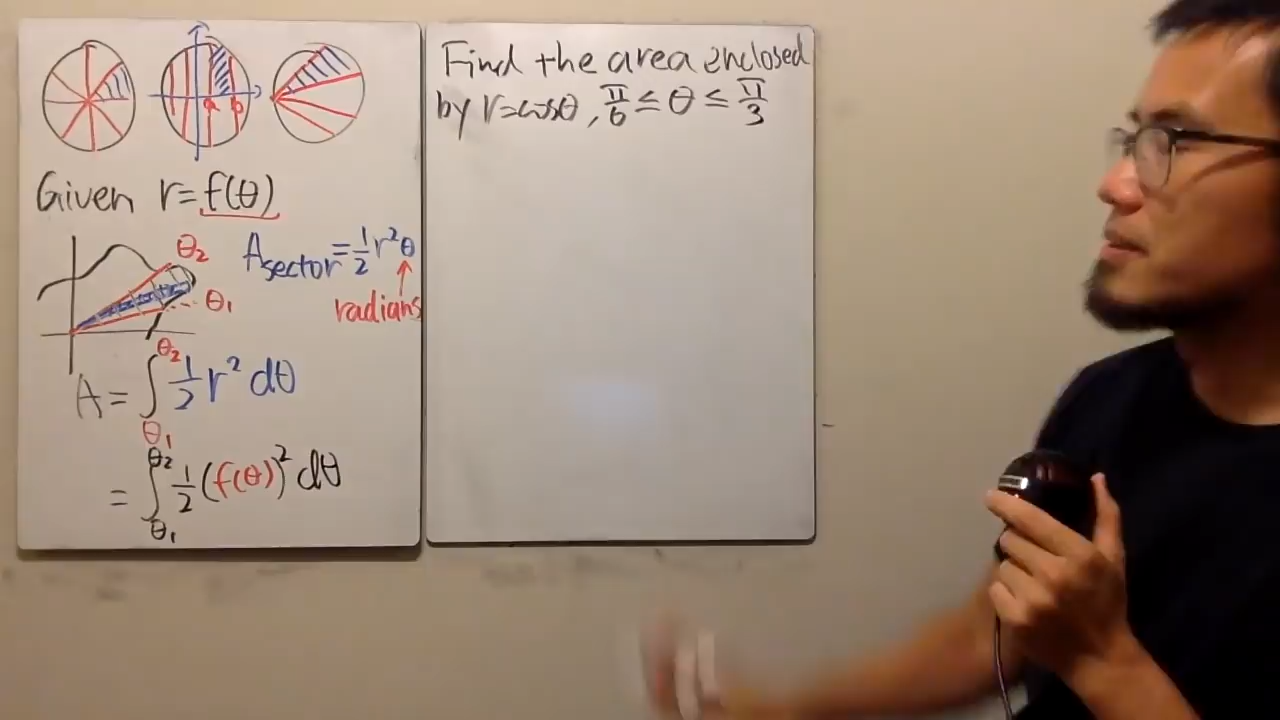 a b
Given r=f(θ)
θ₂
θ₁
A sector = 1/2 r²θ
radians
A = ∫_{θ₁}^{θ₂} 1/2 r² dθ
= ∫_{θ₁}^{θ₂} 1/2 (f(θ))² dθ
Find the area enclosed
by r=cosθ, π/6 ≤ θ ≤ π/3